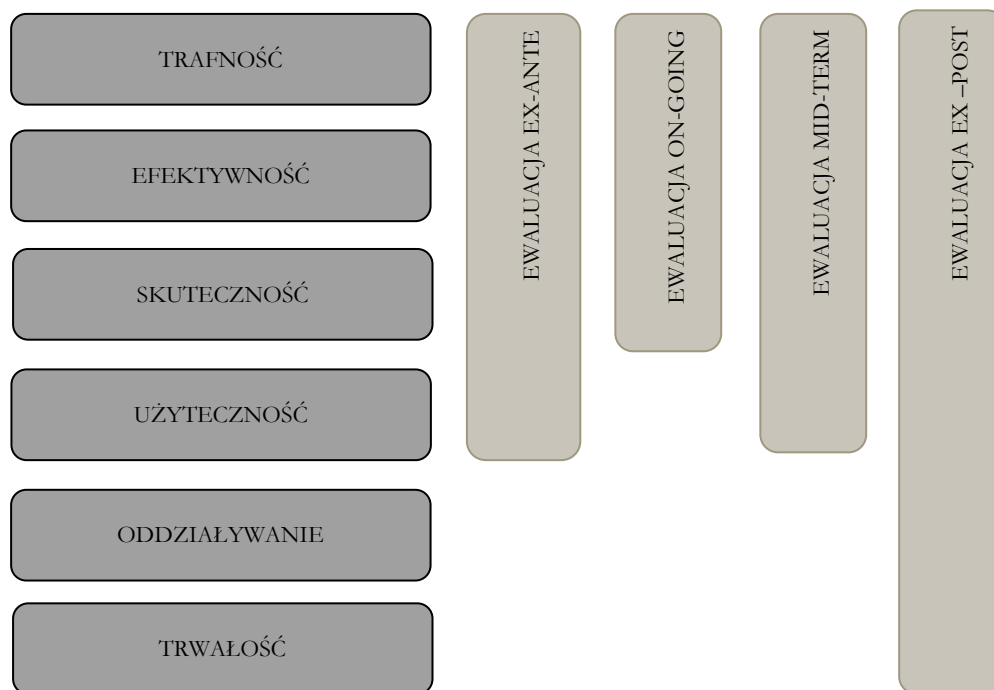 TRAFNOŚĆ
EFEKTYWNOŚĆ
SKUTECZNOŚĆ
UŻYTECZNOŚĆ
ODDZIAŁYWANIE
TRWAŁOŚĆ
EWALUACJA EX-ANTE
EWALUACJA ON-GOING
EWALUACJA MID-TERM
EWALUACJA EX –POST